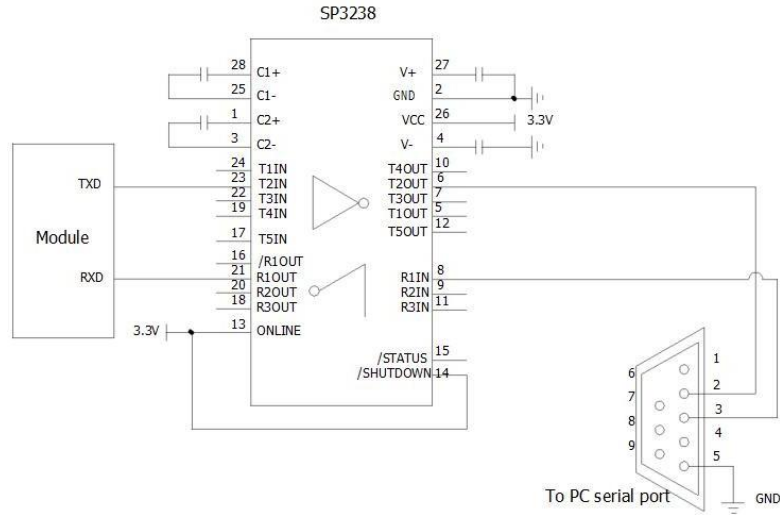 SP3238
28 C1+ V+ 27
25 C1- GND 2
1 C2+ VCC 26 3.3V
3 C2- V- 4
24 T1IN T4OUT 10
TXD 23 T2IN T2OUT 6
22 T3IN T3OUT 7
19 T4IN T1OUT 5
17 T5IN T5OUT 12
Module
16 /R1OUT
RXD 21 R1OUT R1IN 8
20 R2OUT R2IN 9
18 R3OUT R3IN 11
3.3V 13 ONLINE
/STATUS 15
/SHUTDOWN 14
1
6
2
7
3
8
4
9
5
To PC serial port
GND